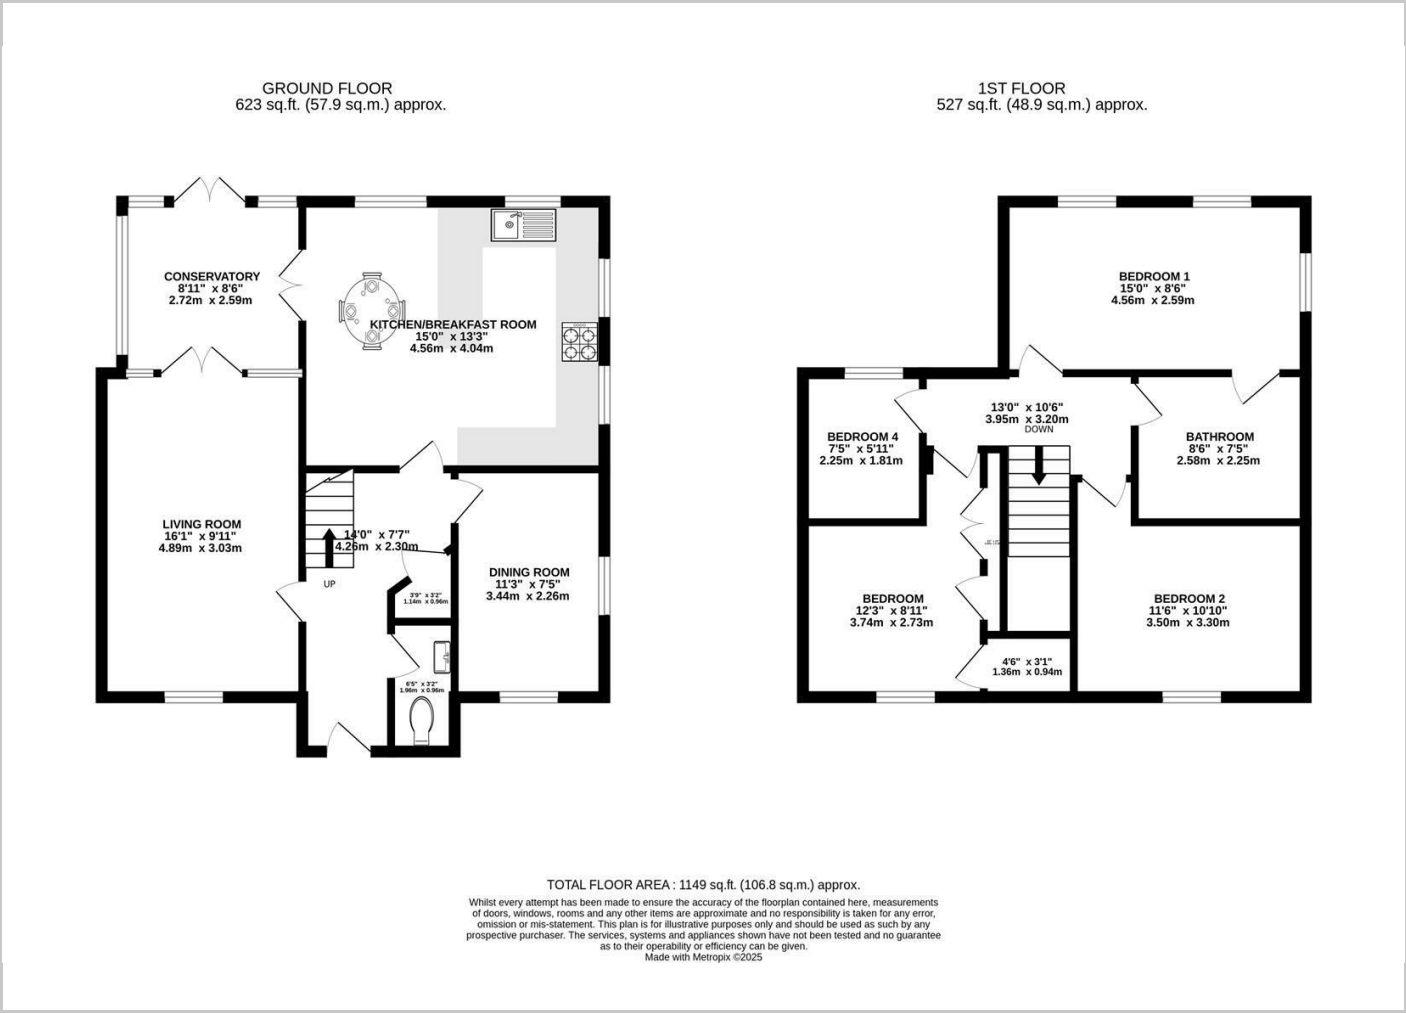 GROUND FLOOR
623 sq.ft. (57.9 sq.m.) approx.
1ST FLOOR
527 sq.ft. (48.9 sq.m.) approx.
CONSERVATORY
8'11" x 8'6"
2.72m x 2.59m
KITCHEN/BREAKFAST ROOM
15'0" x 13'3"
4.56m x 4.04m
LIVING ROOM
16'1" x 9'11"
4.89m x 3.03m
14'0" x 7'7"
4.26m x 2.30m
UP
3'9" x 3'2"
1.14m x 0.96m
DINING ROOM
11'3" x 7'5"
3.44m x 2.26m
6'5" x 3'2"
1.96m x 0.96m
BEDROOM 1
15'0" x 8'6"
4.56m x 2.59m
13'0" x 10'6"
3.95m x 3.20m
DOWN
BEDROOM 4
7'5" x 5'11"
2.25m x 1.81m
BATHROOM
8'6" x 7'5"
2.58m x 2.25m
BEDROOM
12'3" x 8'11"
3.74m x 2.73m
BEDROOM 2
11'6" x 10'10"
3.50m x 3.30m
4'6" x 3'1"
1.36m x 0.94m
TOTAL FLOOR AREA : 1149 sq.ft. (106.8 sq.m.) approx.
Whilst every attempt has been made to ensure the accuracy of the floorplan contained here, measurements
of doors, windows, rooms and any other items are approximate and no responsibility is taken for any error,
omission or mis-statement. This plan is for illustrative purposes only and should be used as such by any
prospective purchaser. The services, systems and appliances shown have not been tested and no guarantee
as to their operability or efficiency can be given.
Made with Metropix ©2025